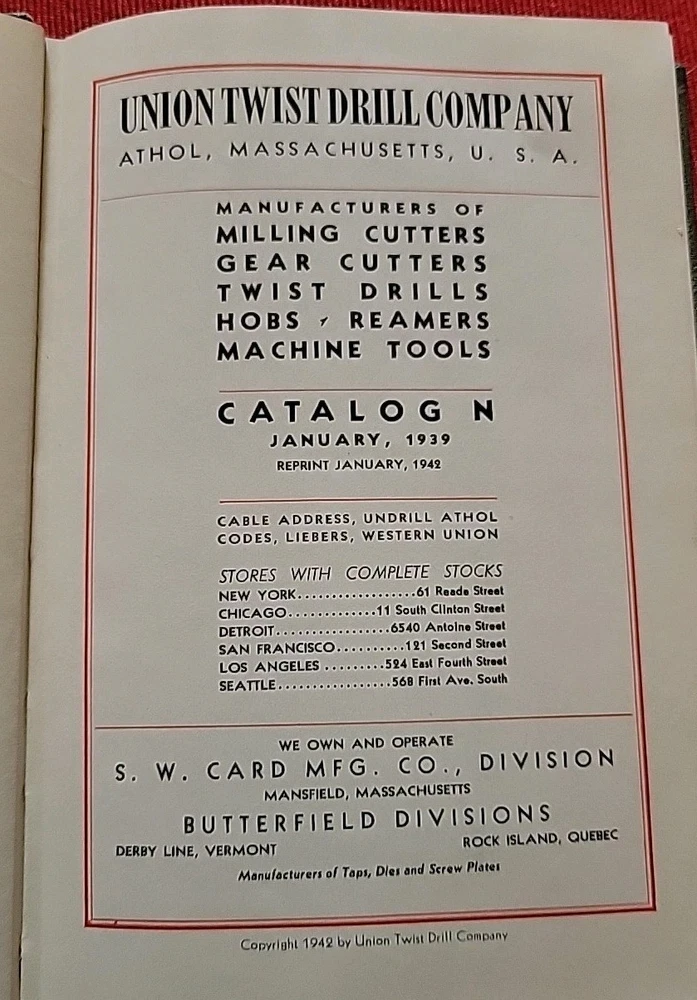 UNION TWIST DRILL COMPANY
ATHOL, MASSACHUSETTS, U. S. A.
MANUFACTURERS OF
MILLING CUTTERS
GEAR CUTTERS
TWIST DRILLS
HOBS - REAMERS
MACHINE TOOLS
CATALOG N
JANUARY, 1939
REPRINT JANUARY, 1942
CABLE ADDRESS, UNDRILL ATHOL
CODES, LIEBERS, WESTERN UNION
STORES WITH COMPLETE STOCKS
NEW YORK..................61 Reade Street
CHICAGO.............11 South Clinton Street
DETROIT.................6540 Antoine Street
SAN FRANCISCO..........121 Second Street
LOS ANGELES .........524 East Fourth Street
SEATTLE.................568 First Ave. South
WE OWN AND OPERATE
S. W. CARD MFG. CO., DIVISION
MANSFIELD, MASSACHUSETTS
BUTTERFIELD DIVISIONS
DERBY LINE, VERMONT ROCK ISLAND, QUEBEC
Manufacturers of Taps, Dies and Screw Plates
Copyright 1942 by Union Twist Drill Company